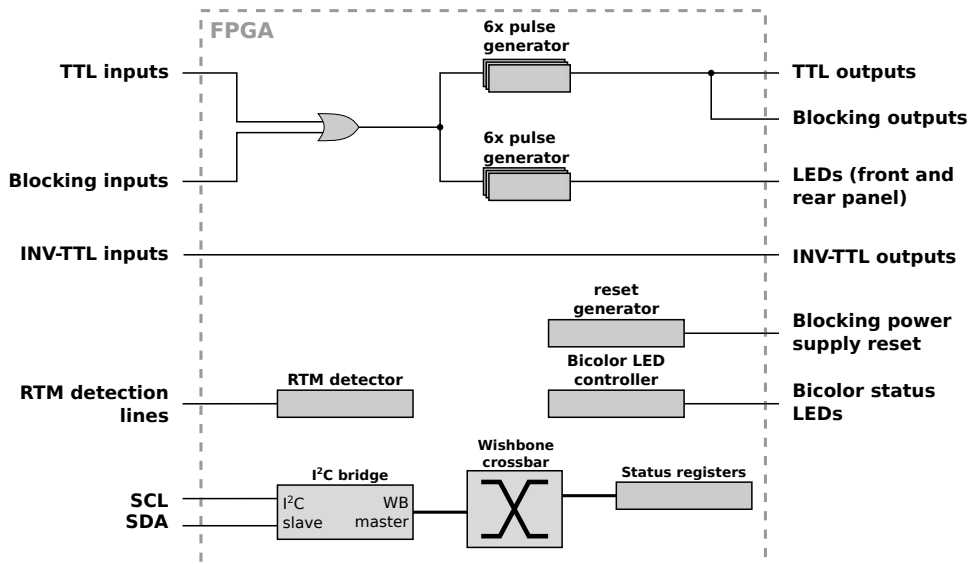 FPGA
6x pulse
generator
TTL inputs
TTL outputs
Blocking outputs
6x pulse
generator
Blocking inputs
LEDs (front and
rear panel)
INV-TTL inputs
INV-TTL outputs
reset
generator
Blocking power
supply reset
RTM detection
lines
RTM detector
Bicolor LED
controller
Bicolor status
LEDs
Wishbone
crossbar
I²C bridge
Status registers
SCL
SDA
I²C
slave
WB
master